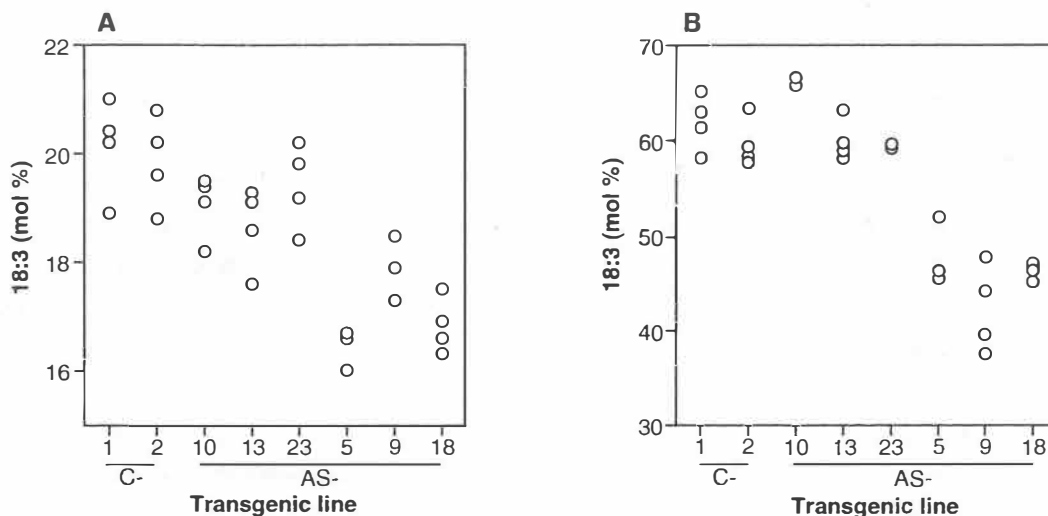 A
22
20
18
16
18:3 (mol %)
1 2 10 13 23 5 9 18
C- AS-
Transgenic line
B
70
60
50
40
30
18:3 (mol %)
1 2 10 13 23 5 9 18
C- AS-
Transgenic line